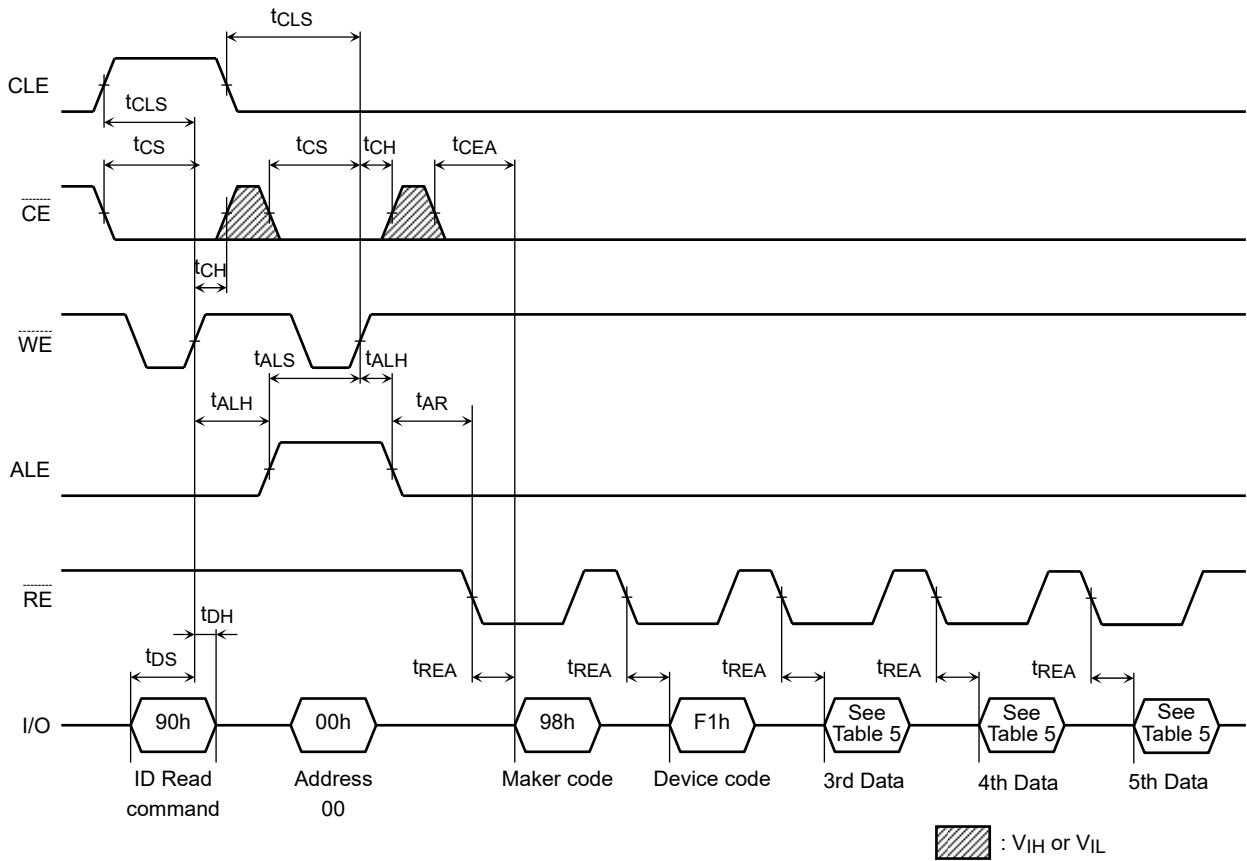 tCLS
CLE
tCLS
tCS
tCS
tCH
tCEA
CE
tCH
WE
tALS
tALH
tALH
tAR
ALE
RE
tDH
tDS
tREA
tREA
tREA
tREA
tREA
I/O
90h
00h
98h
F1h
See
Table 5
See
Table 5
See
Table 5
ID Read
command
Address
00
Maker code
Device code
3rd Data
4th Data
5th Data
: VIH or VIL